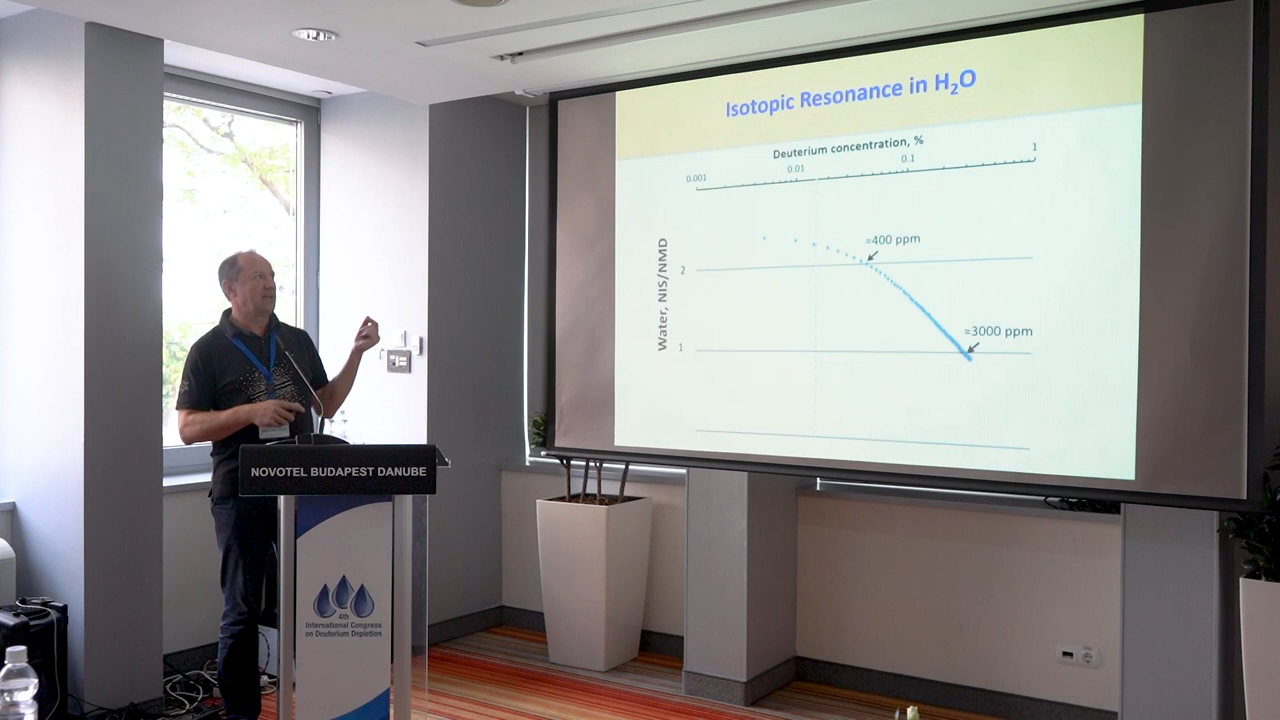 Isotopic Resonance in H₂O
Deuterium concentration, %
0.001
0.01
0.1
1
≈400 ppm
≈3000 ppm
Water, NIS/NMD
2
1
NOVOTEL BUDAPEST DANUBE
4th
International Congress
on Deuterium Depletion